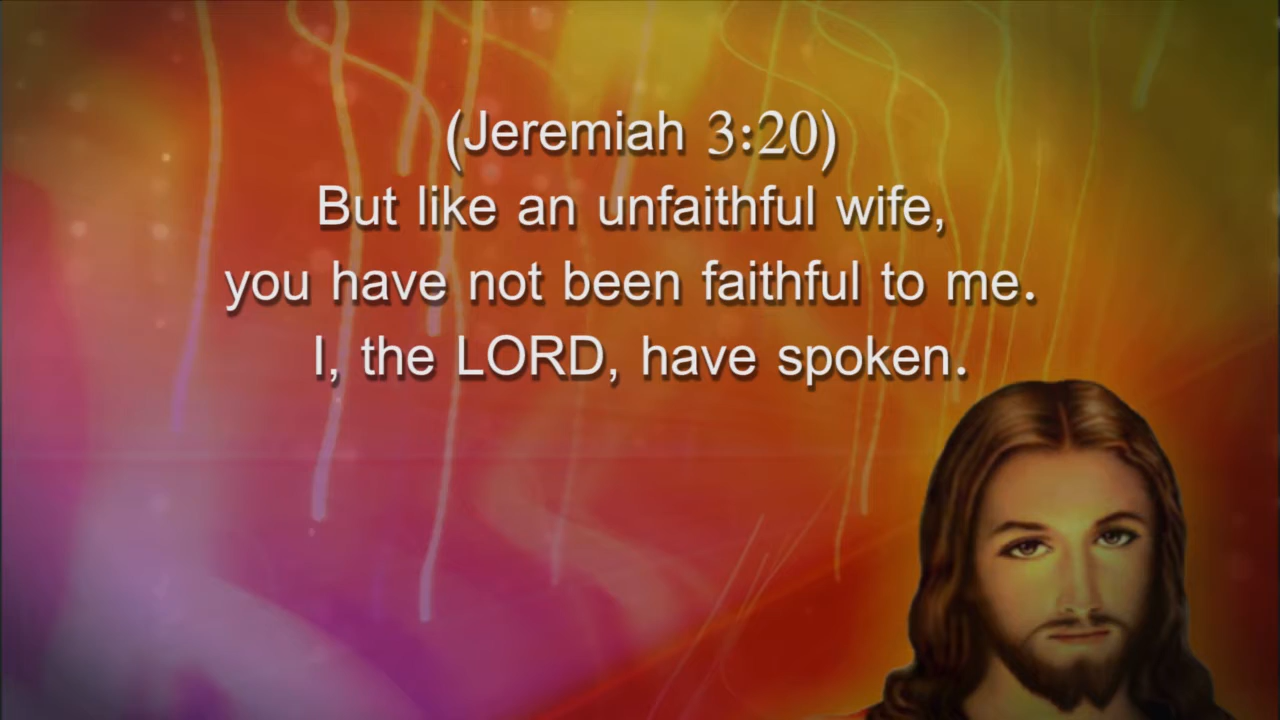 (Jeremiah 3:20)
But like an unfaithful wife,
you have not been faithful to me.
I, the LORD, have spoken.